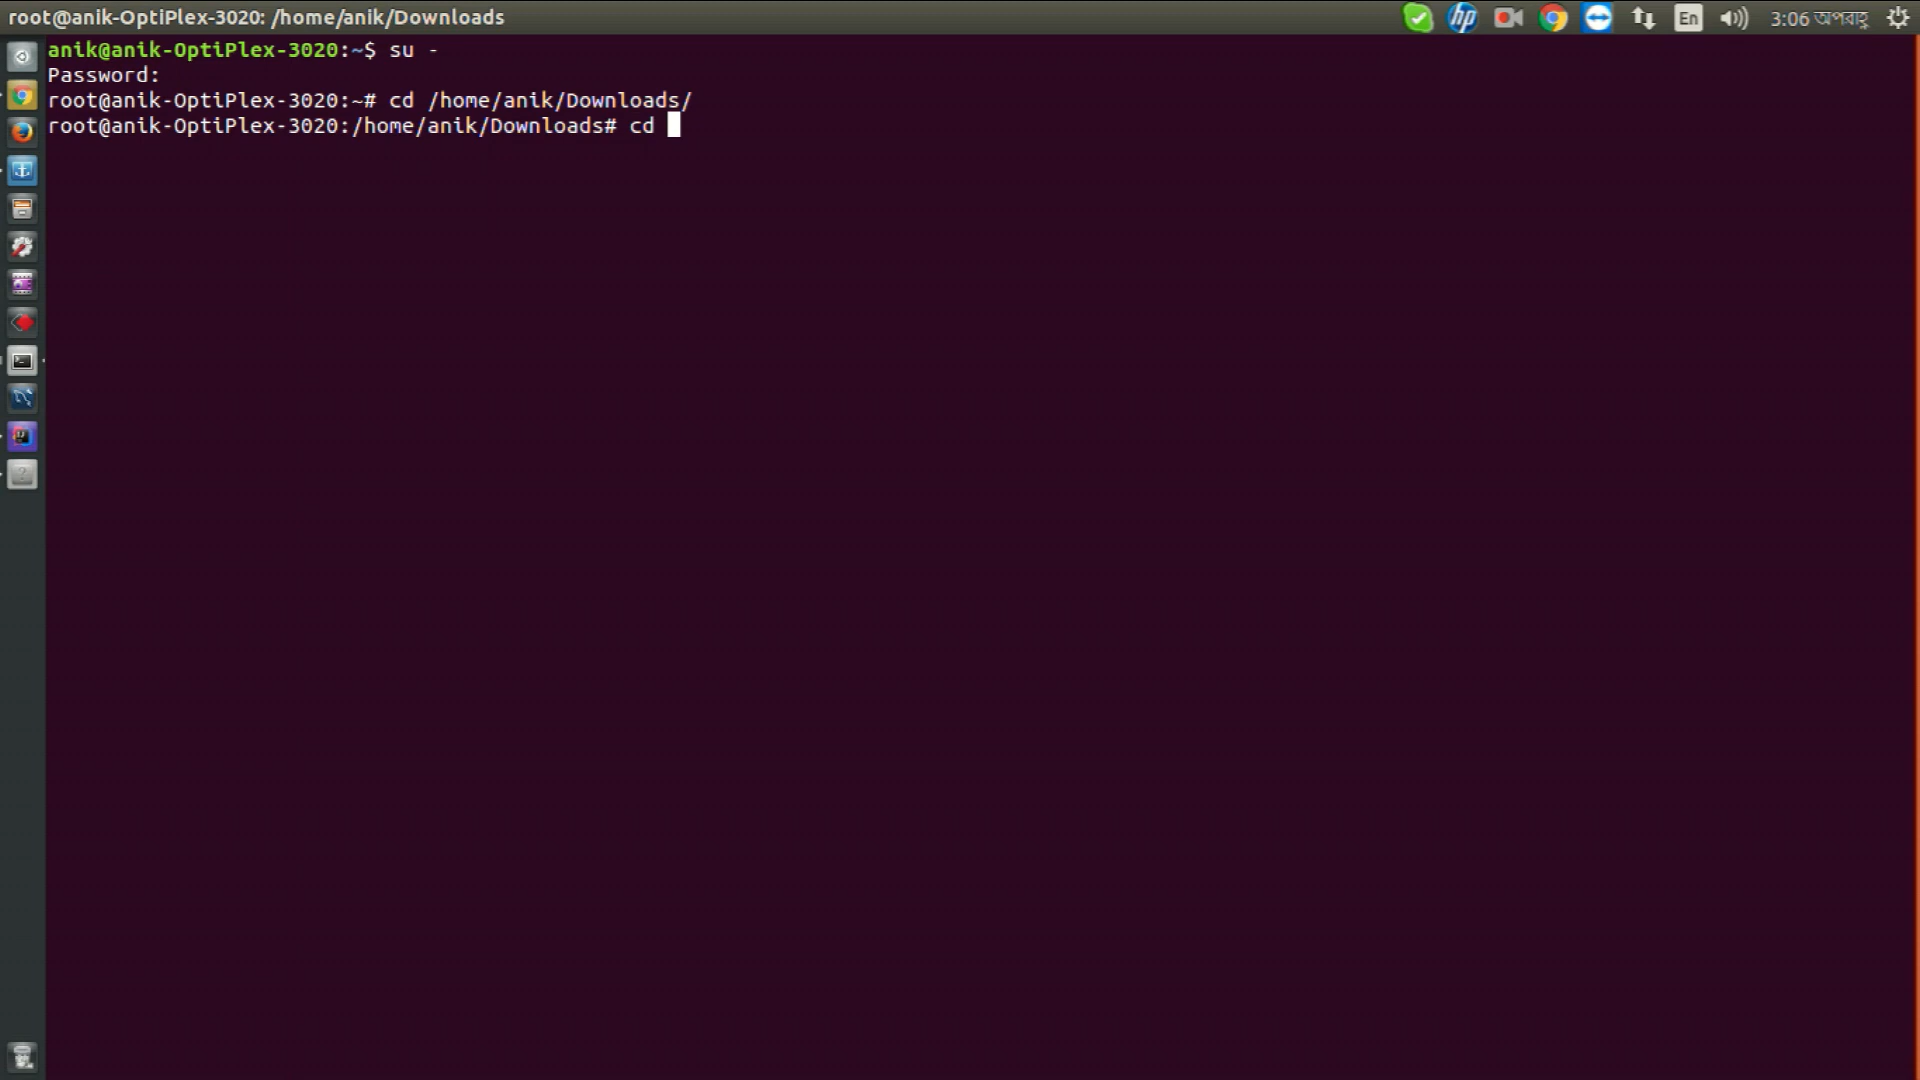 root@anik-OptiPlex-3020: /home/anik/Downloads
hp
En
3:06 অপরাহ্ণ
anik@anik-OptiPlex-3020:~$ su -
Password:
root@anik-OptiPlex-3020:~# cd /home/anik/Downloads/
root@anik-OptiPlex-3020:/home/anik/Downloads# cd